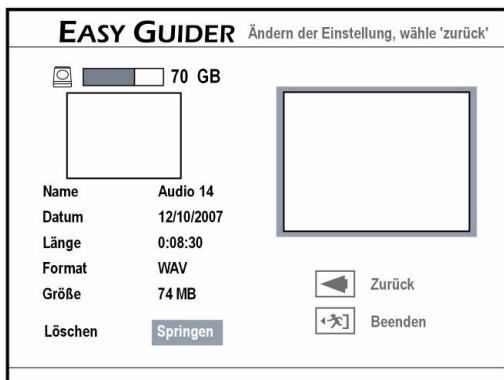 EASY GUIDER Ändern der Einstellung, wähle 'zurück'
70 GB
Name Audio 14
Datum 12/10/2007
Länge 0:08:30
Format WAV
Größe 74 MB
Löschen Springen
Zurück
Beenden